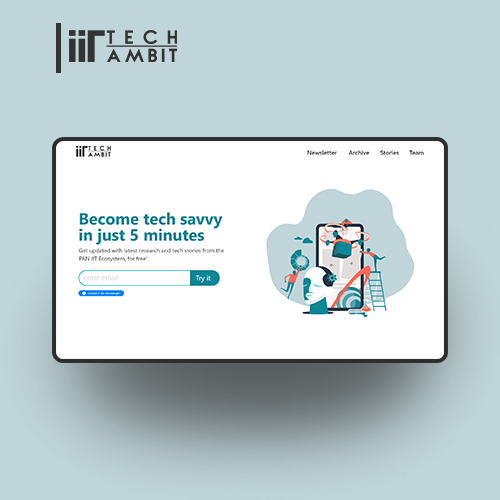 iiT TECH
AMBIT
iiT TECH
AMBIT
Newsletter Archive Stories Team
Become tech savvy
in just 5 minutes
Get updated with latest research and tech stories from the
PAN IIT Ecosystem, for free!
enter email Try it